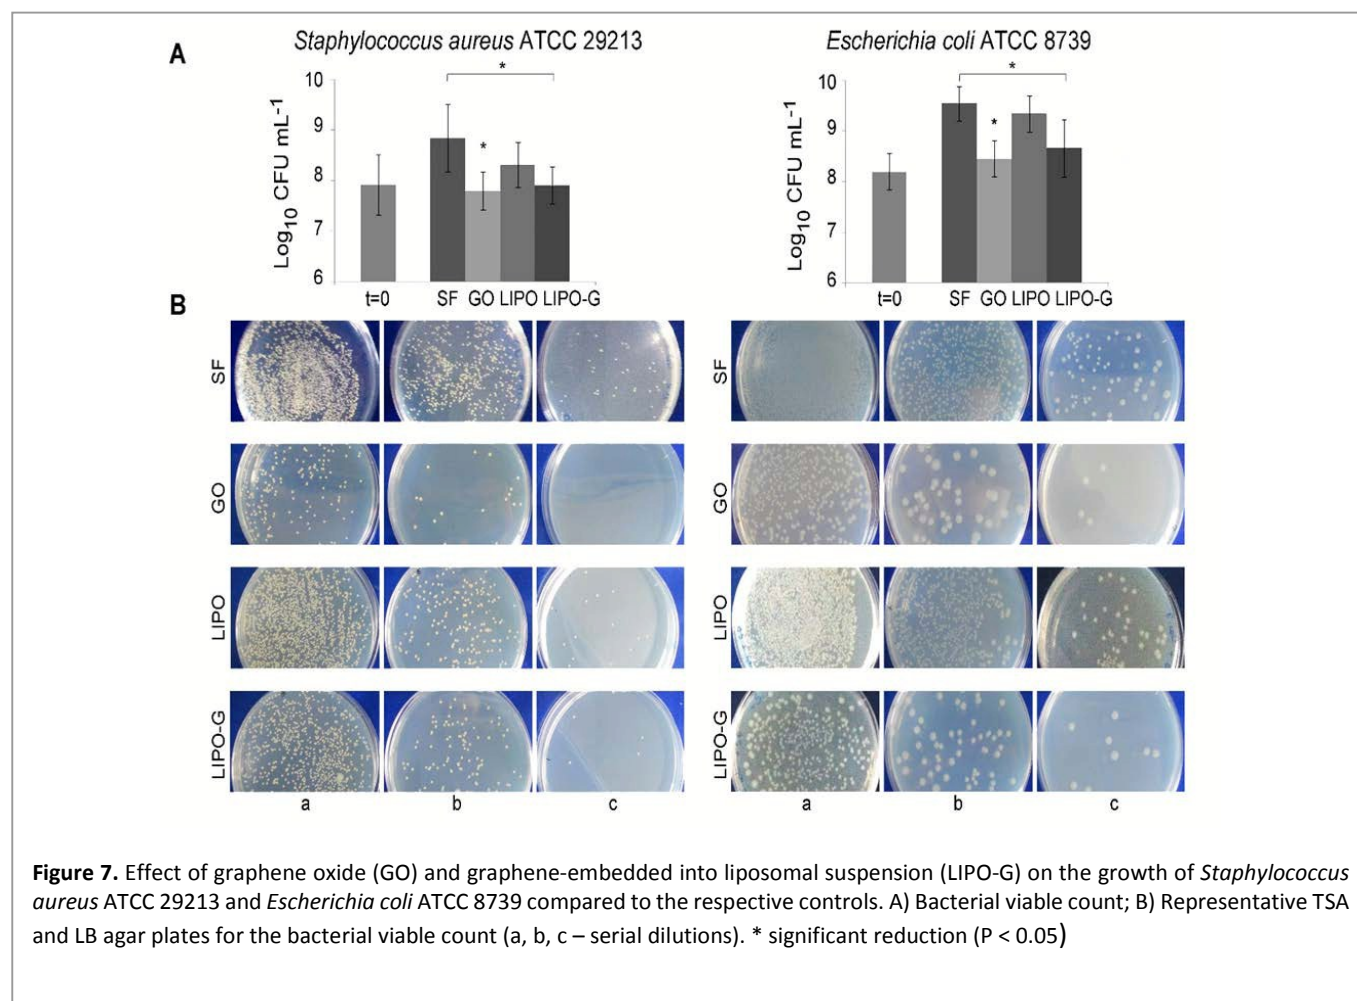 A
Staphylococcus aureus ATCC 29213
Escherichia coli ATCC 8739
*
*
Log10 CFU mL-1
10
9
8
7
6
*
t=0 SF GO LIPO LIPO-G
Log10 CFU mL-1
10
9
8
7
6
*
t=0 SF GO LIPO LIPO-G
B
SF
SF
GO
GO
LIPO
LIPO
LIPO-G
LIPO-G
a b c
a b c
Figure 7. Effect of graphene oxide (GO) and graphene-embedded into liposomal suspension (LIPO-G) on the growth of Staphylococcus
aureus ATCC 29213 and Escherichia coli ATCC 8739 compared to the respective controls. A) Bacterial viable count; B) Representative TSA
and LB agar plates for the bacterial viable count (a, b, c – serial dilutions). * significant reduction (P < 0.05)